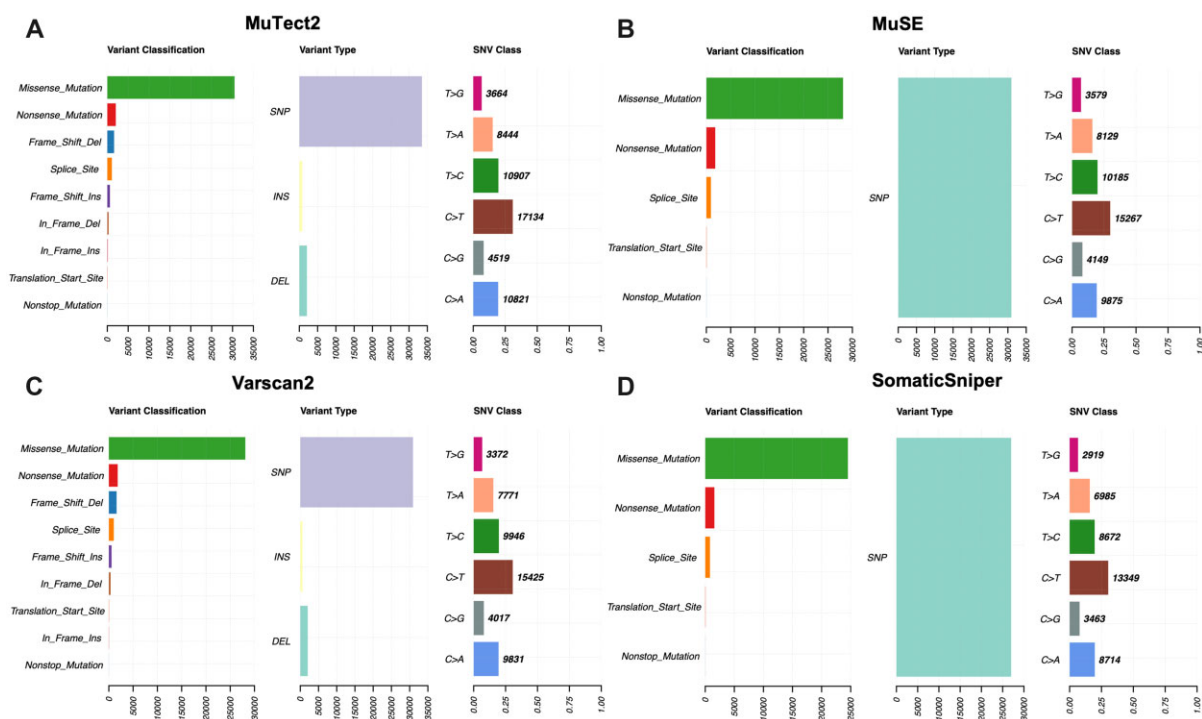 A
MuTect2
Variant Classification
Missense_Mutation
Nonsense_Mutation
Frame_Shift_Del
Splice_Site
Frame_Shift_Ins
In_Frame_Del
In_Frame_Ins
Translation_Start_Site
Nonstop_Mutation
0
5000
10000
15000
20000
25000
30000
35000
Variant Type
SNP
INS
DEL
0
5000
10000
15000
20000
25000
30000
35000
SNV Class
T>G 3664
T>A 8444
T>C 10907
C>T 17134
C>G 4519
C>A 10821
0.00
0.25
0.50
0.75
1.00
B
MuSE
Variant Classification
Missense_Mutation
Nonsense_Mutation
Splice_Site
Translation_Start_Site
Nonstop_Mutation
0
5000
10000
15000
20000
25000
30000
Variant Type
SNP
0
5000
10000
15000
20000
25000
30000
35000
SNV Class
T>G 3579
T>A 8129
T>C 10185
C>T 15267
C>G 4149
C>A 9875
0.00
0.25
0.50
0.75
1.00
C
Varscan2
Variant Classification
Missense_Mutation
Nonsense_Mutation
Frame_Shift_Del
Splice_Site
Frame_Shift_Ins
In_Frame_Del
Translation_Start_Site
In_Frame_Ins
Nonstop_Mutation
0
5000
10000
15000
20000
25000
30000
Variant Type
SNP
INS
DEL
0
5000
10000
15000
20000
25000
30000
35000
SNV Class
T>G 3372
T>A 7771
T>C 9946
C>T 15425
C>G 4017
C>A 9831
0.00
0.25
0.50
0.75
1.00
D
SomaticSniper
Variant Classification
Missense_Mutation
Nonsense_Mutation
Splice_Site
Translation_Start_Site
Nonstop_Mutation
0
5000
10000
15000
20000
25000
Variant Type
SNP
0
5000
10000
15000
20000
25000
30000
SNV Class
T>G 2919
T>A 6985
T>C 8672
C>T 13349
C>G 3463
C>A 8714
0.00
0.25
0.50
0.75
1.00